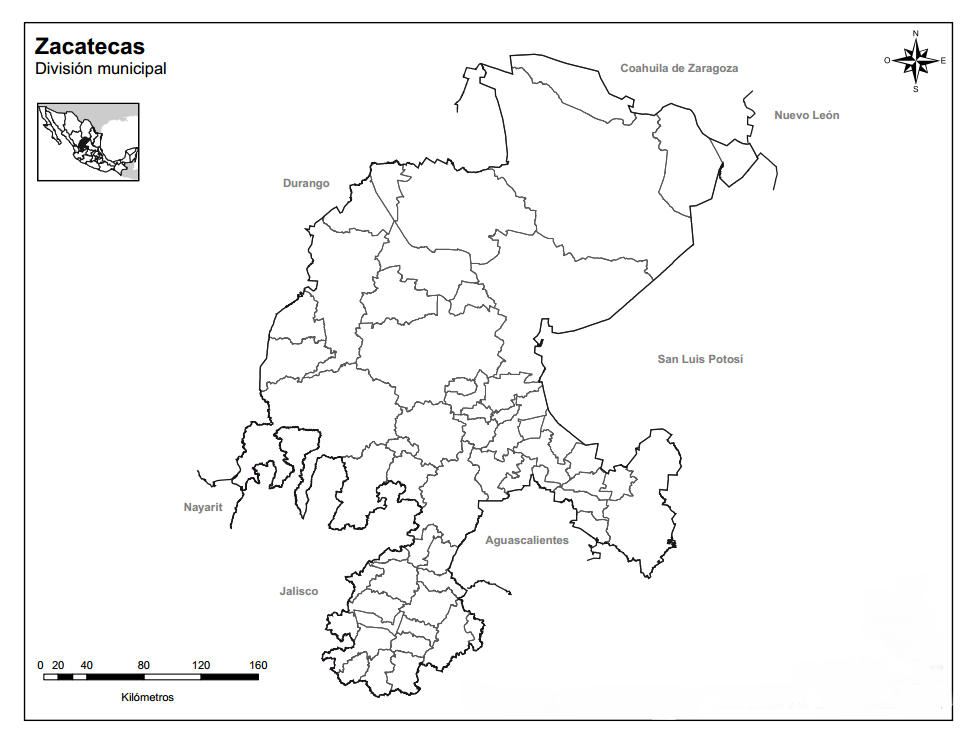 Zacatecas
División municipal
N
O
E
S
Coahuila de Zaragoza
Nuevo León
Durango
San Luis Potosí
Nayarit
Aguascalientes
Jalisco
0 20 40 80 120 160
Kilómetros